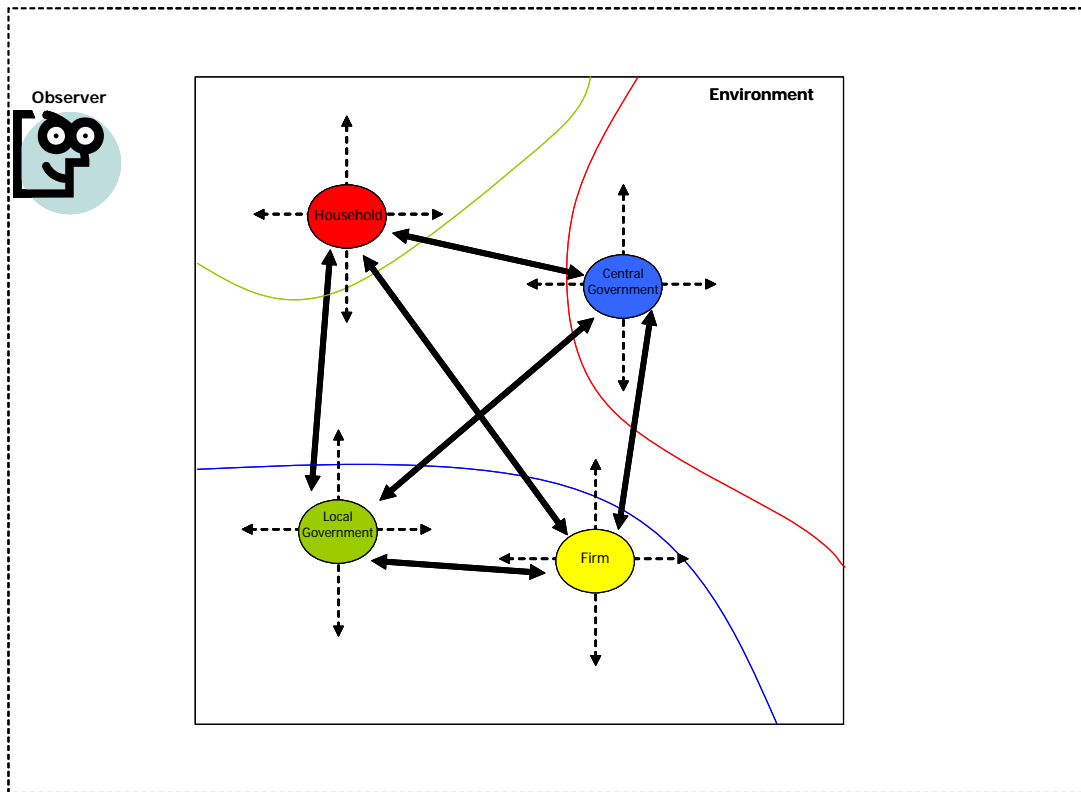 Environment
Observer
Household
Central
Government
Local
Government
Firm